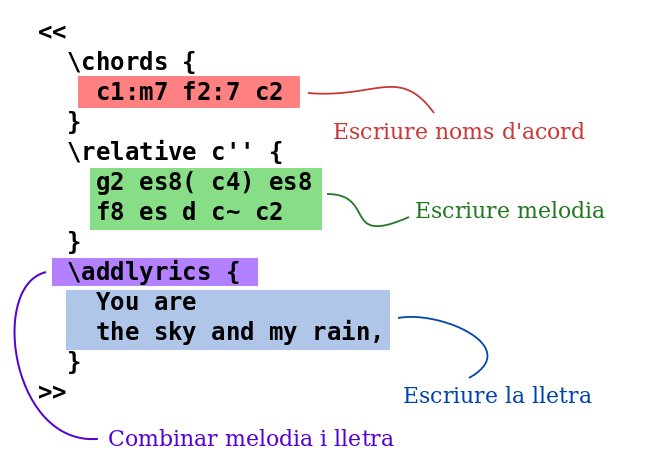 <<
\chords {
c1:m7 f2:7 c2
}
Escriure noms d'acord
\relative c'' {
g2 es8( c4) es8
f8 es d c~ c2
Escriure melodia
}
\addlyrics {
You are
the sky and my rain,
}
>>
Escriure la lletra
Combinar melodia i lletra